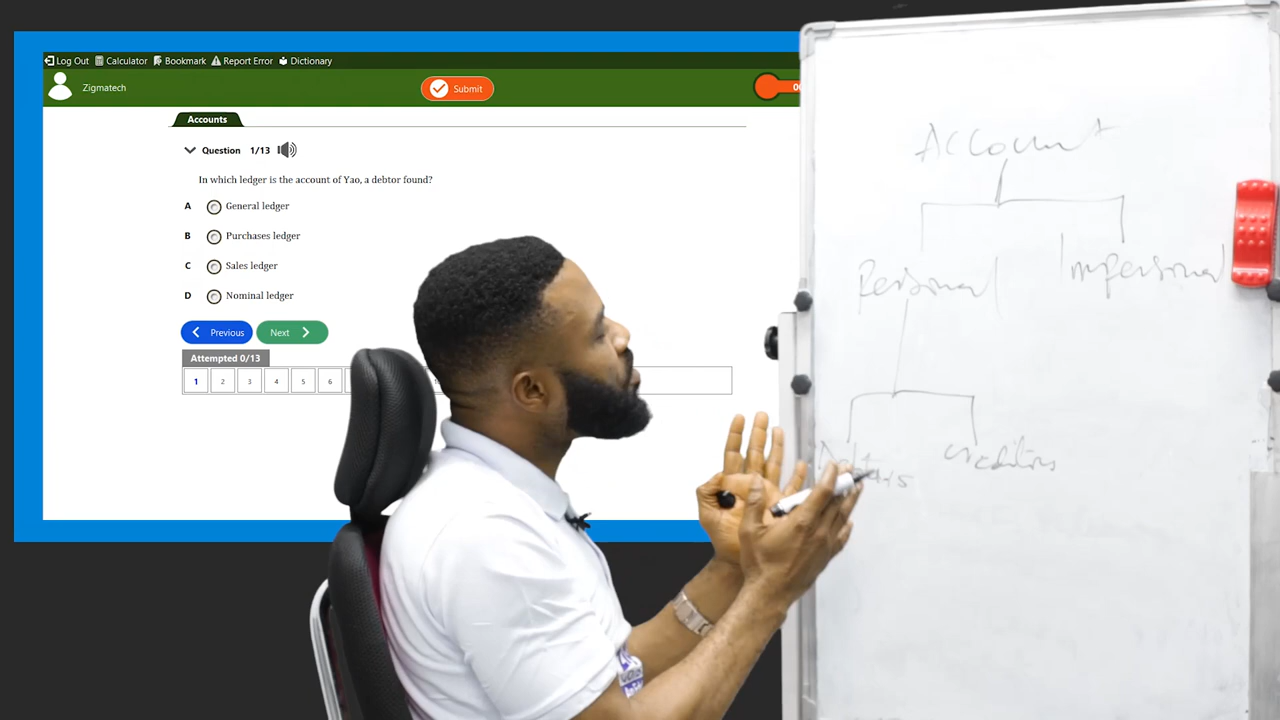 Log Out Calculator Bookmark Report Error Dictionary
Zigmatech
Submit
Accounts
Question 1/13
In which ledger is the account of Yao, a debtor found?
A General ledger
B Purchases ledger
C Sales ledger
D Nominal ledger
Previous Next
Attempted 0/13
1 2 3 4 5 6
Account
Personal Impersonal
Debtors creditors